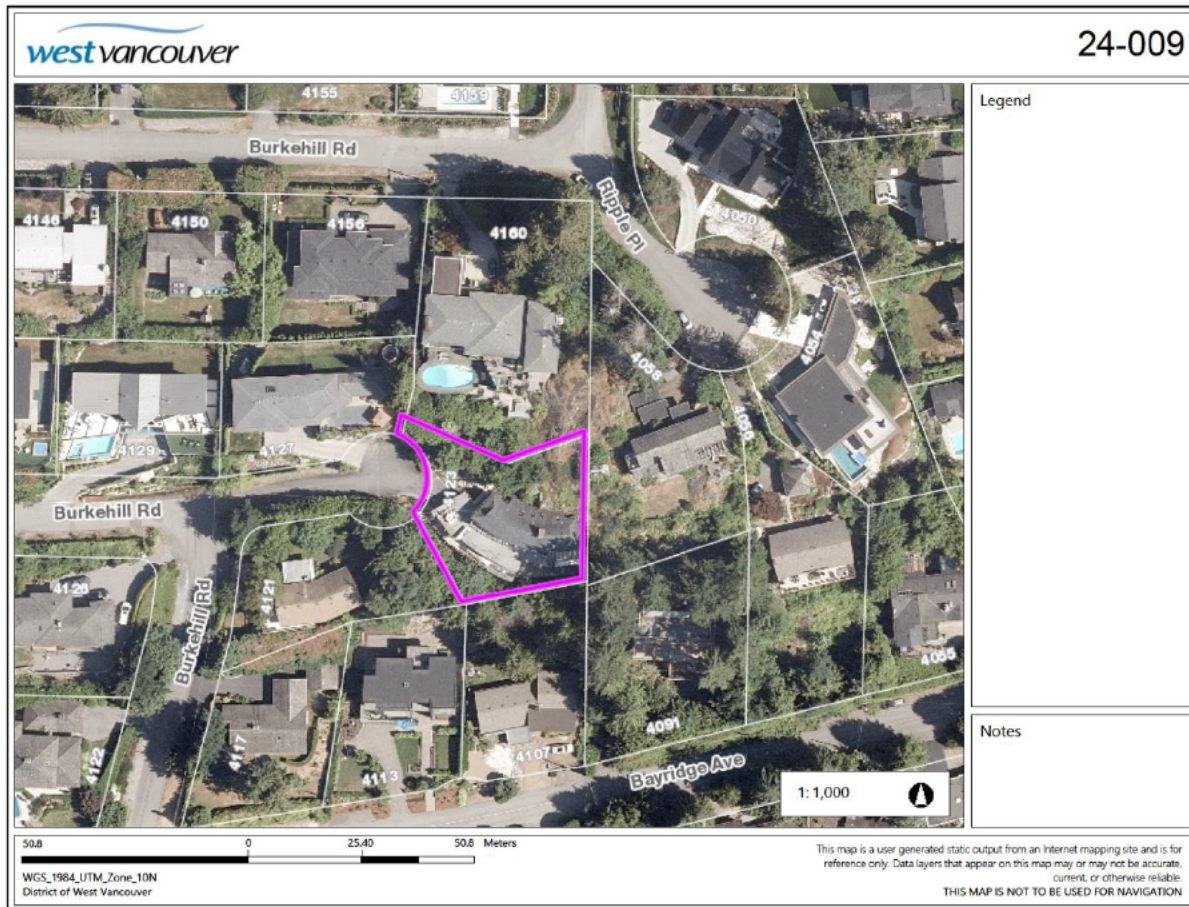 west vancouver
24-009
4155
4159
Legend
Burkehill Rd
Ripple Pl
4146
4150
4156
4160
4050
4054
4058
4056
4129
4127
4123
Burkehill Rd
4121
4126
Burkehill Rd
4055
4091
4117
4122
4113
4107
Bayridge Ave
Notes
1: 1,000
50.8 0 25.40 50.8 Meters
WGS_1984_UTM_Zone_10N
District of West Vancouver
This map is a user generated static output from an Internet mapping site and is for
reference only. Data layers that appear on this map may or may not be accurate,
current, or otherwise reliable.
THIS MAP IS NOT TO BE USED FOR NAVIGATION